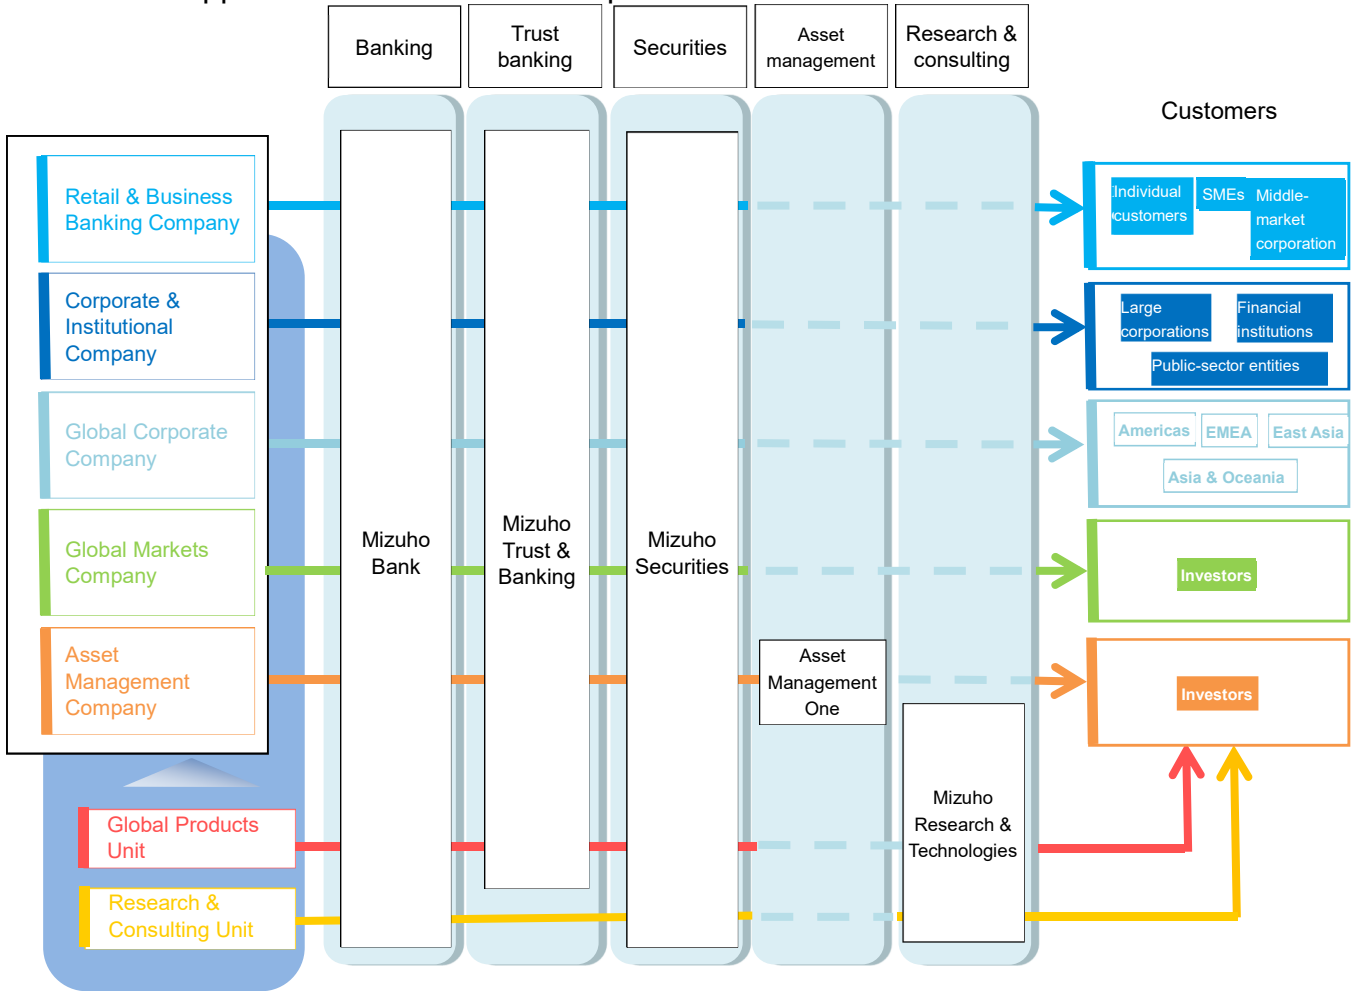 Banking
Trust
banking
Securities
Asset
management
Research &
consulting
Customers
Retail & Business
Banking Company
Individual
customers
SMEs
Middle-
market
corporation
Corporate &
Institutional
Company
Large
corporations
Financial
institutions
Public-sector entities
Global Corporate
Company
Americas
EMEA
East Asia
Asia & Oceania
Global Markets
Company
Mizuho
Bank
Mizuho
Trust &
Banking
Mizuho
Securities
Investors
Asset
Management
Company
Asset
Management
One
Investors
Global Products
Unit
Mizuho
Research &
Technologies
Research &
Consulting Unit